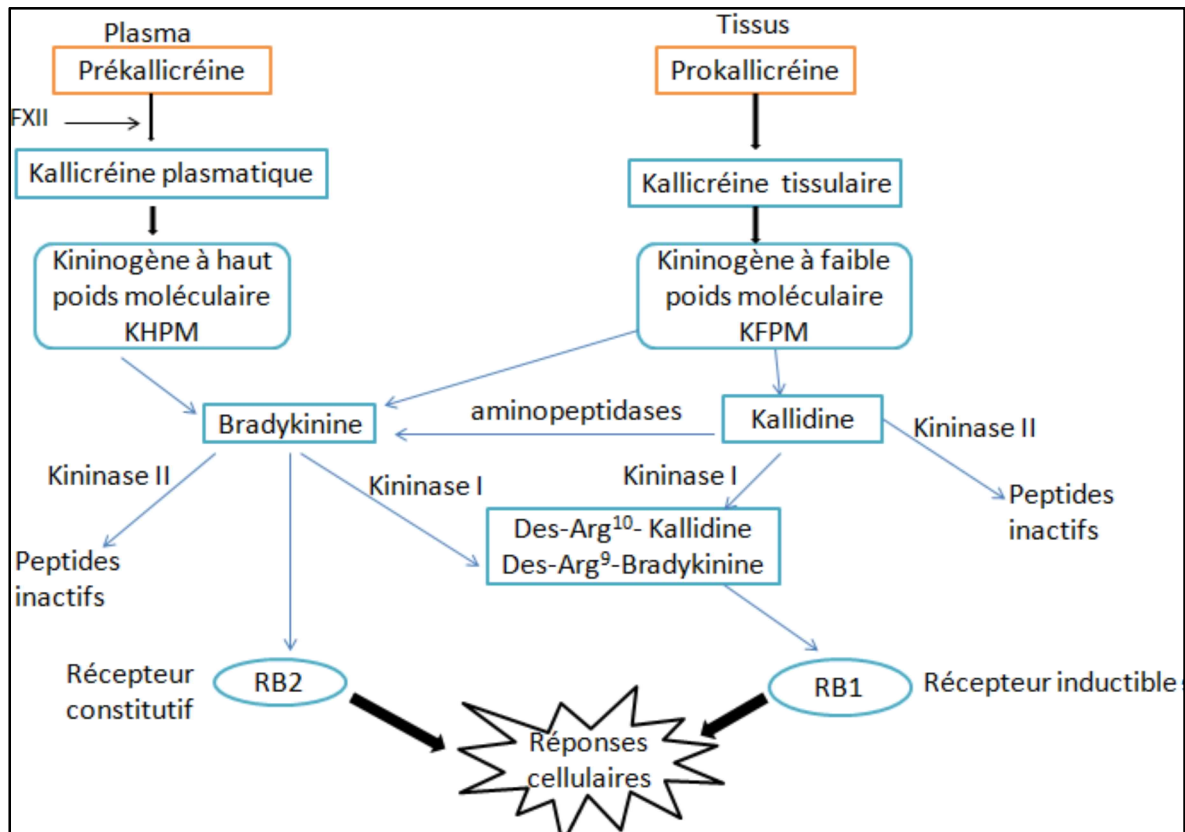 Plasma
Tissus
Prékallicréine
Prokallicréine
FXII
Kallicréine plasmatique
Kallicréine tissulaire
Kininogène à haut
poids moléculaire
KHPM
Kininogène à faible
poids moléculaire
KFPM
Bradykinine
aminopeptidases
Kallidine
Kininase II
Kininase II
Kininase I
Kininase I
Peptides
inactifs
Des-Arg¹⁰- Kallidine
Des-Arg⁹-Bradykinine
Peptides
inactifs
Récepteur
constitutif
RB2
RB1
Récepteur inductible
Réponses
cellulaires